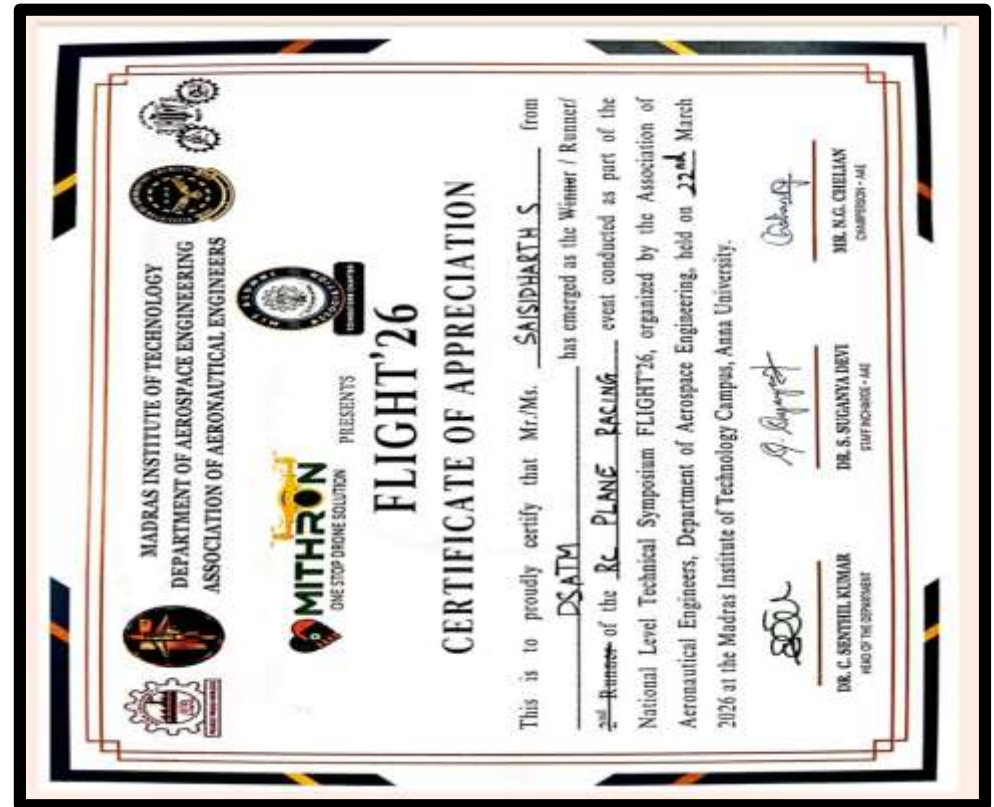 MADRAS INSTITUTE OF TECHNOLOGY
DEPARTMENT OF AEROSPACE ENGINEERING
ASSOCIATION OF AERONAUTICAL ENGINEERS
MITHRON
ONE STOP DRONE SOLUTION
PRESENTS
FLIGHT'26
CERTIFICATE OF APPRECIATION
This is to proudly certify that Mr./Ms. SAISIDHARTH S from
DSATM has emerged as the Winner / Runner/
2nd Runner of the RC PLANE RACING event conducted as part of the
National Level Technical Symposium FLIGHT'26, organized by the Association of
Aeronautical Engineers, Department of Aerospace Engineering, held on 22nd March
2026 at the Madras Institute of Technology Campus, Anna University.
DR. C. SENTHIL KUMAR
HEAD OF THE DEPARTMENT
DR. S. SUGANYA DEVI
STAFF INCHARGE - AAE
MR. N.G. CHELIAN
CHAIRPERSON - AAE